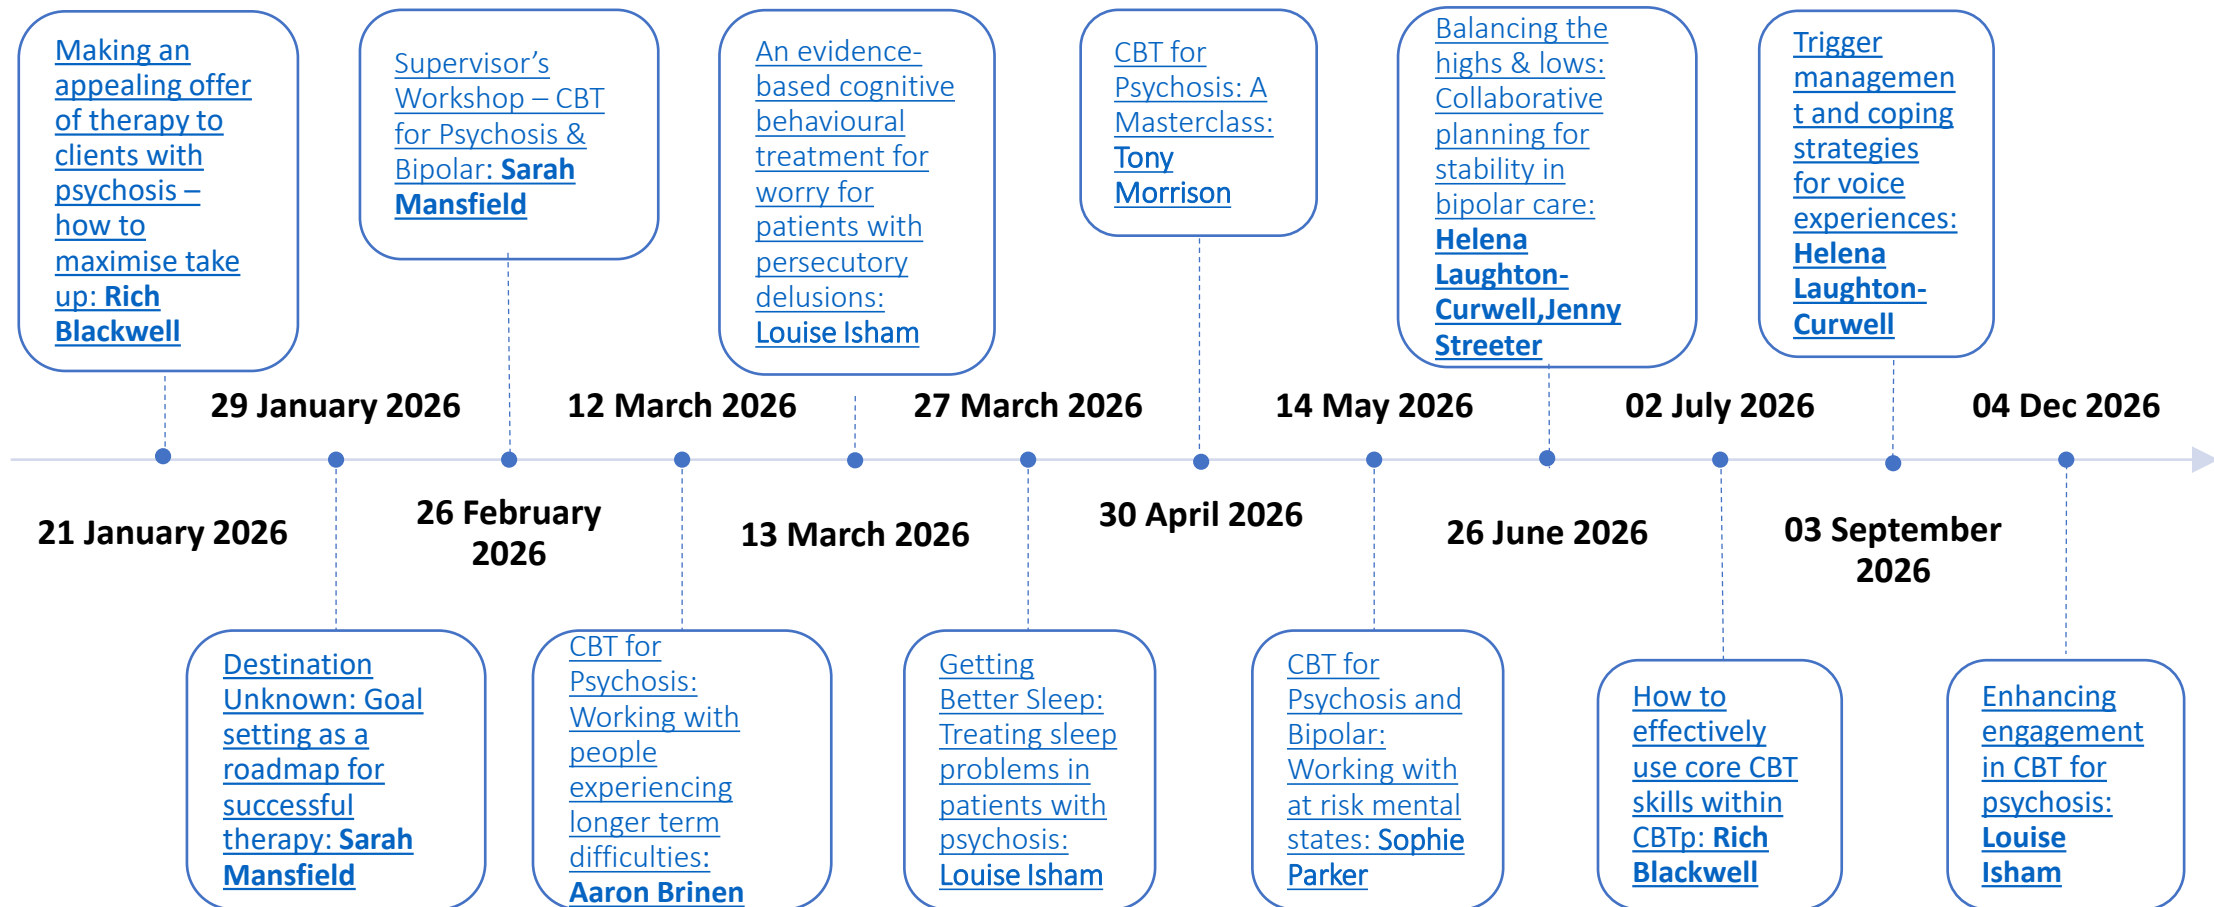 Making an
appealing offer
of therapy to
clients with
psychosis –
how to
maximise take
up: Rich
Blackwell
Supervisor’s
Workshop – CBT
for Psychosis &
Bipolar: Sarah
Mansfield
An evidence-
based cognitive
behavioural
treatment for
worry for
patients with
persecutory
delusions:
Louise Isham
CBT for
Psychosis: A
Masterclass:
Tony
Morrison
Balancing the
highs & lows:
Collaborative
planning for
stability in
bipolar care:
Helena
Laughton-
Curwell,Jenny
Streeter
Trigger
managemen
t and coping
strategies
for voice
experiences:
Helena
Laughton-
Curwell
29 January 2026
12 March 2026
27 March 2026
14 May 2026
02 July 2026
04 Dec 2026
21 January 2026
26 February
2026
13 March 2026
30 April 2026
26 June 2026
03 September
2026
Destination
Unknown: Goal
setting as a
roadmap for
successful
therapy: Sarah
Mansfield
CBT for
Psychosis:
Working with
people
experiencing
longer term
difficulties:
Aaron Brinen
Getting
Better Sleep:
Treating sleep
problems in
patients with
psychosis:
Louise Isham
CBT for
Psychosis and
Bipolar:
Working with
at risk mental
states: Sophie
Parker
How to
effectively
use core CBT
skills within
CBTp: Rich
Blackwell
Enhancing
engagement
in CBT for
psychosis:
Louise
Isham